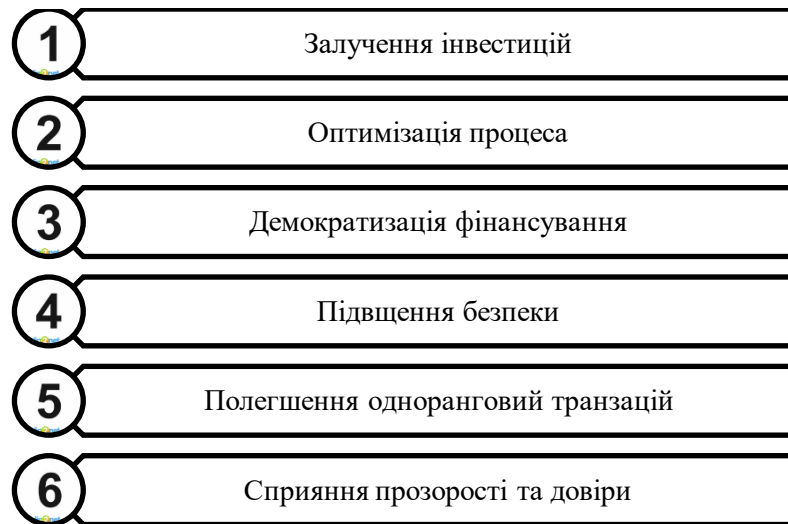 1 Залучення інвестицій
2 Оптимізація процеса
3 Демократизація фінансування
4 Підвщення безпеки
5 Полегшення одноранговий транзацій
6 Сприяння прозорості та довіри